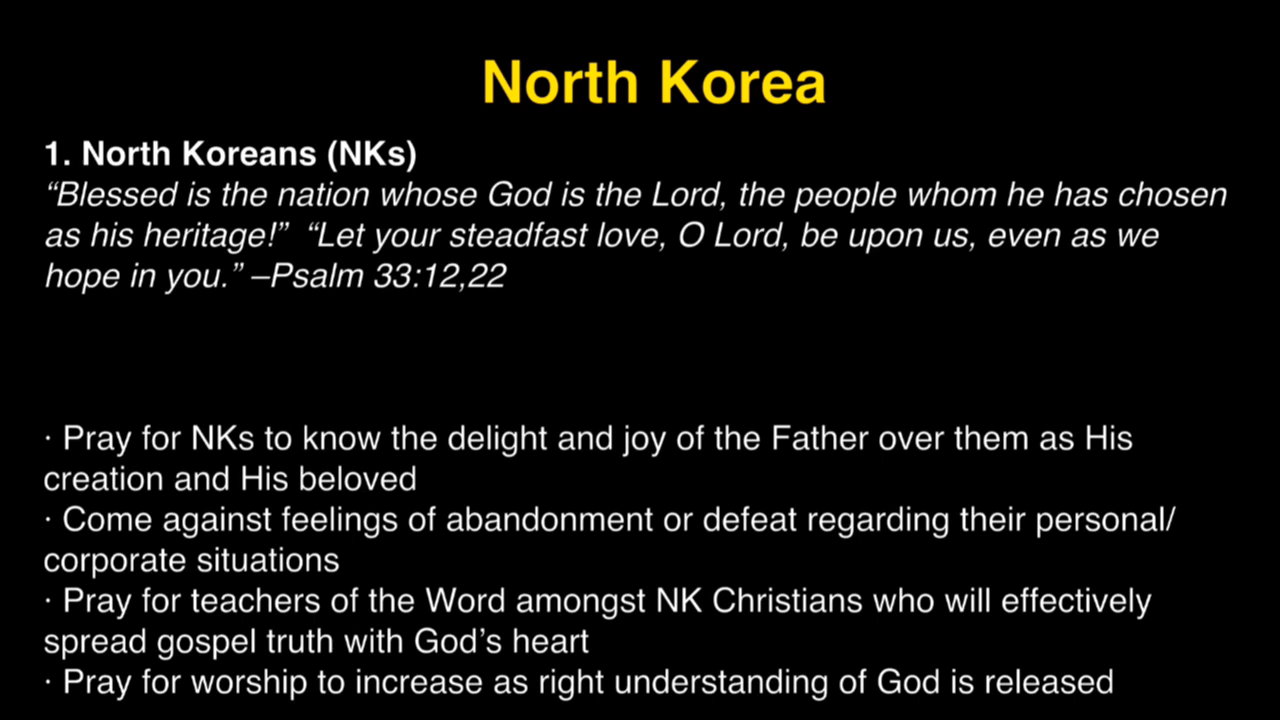 North Korea
1. North Koreans (NKs)
“Blessed is the nation whose God is the Lord, the people whom he has chosen
as his heritage!”  “Let your steadfast love, O Lord, be upon us, even as we
hope in you.” –Psalm 33:12,22
· Pray for NKs to know the delight and joy of the Father over them as His
creation and His beloved
· Come against feelings of abandonment or defeat regarding their personal/
corporate situations
· Pray for teachers of the Word amongst NK Christians who will effectively
spread gospel truth with God’s heart
· Pray for worship to increase as right understanding of God is released